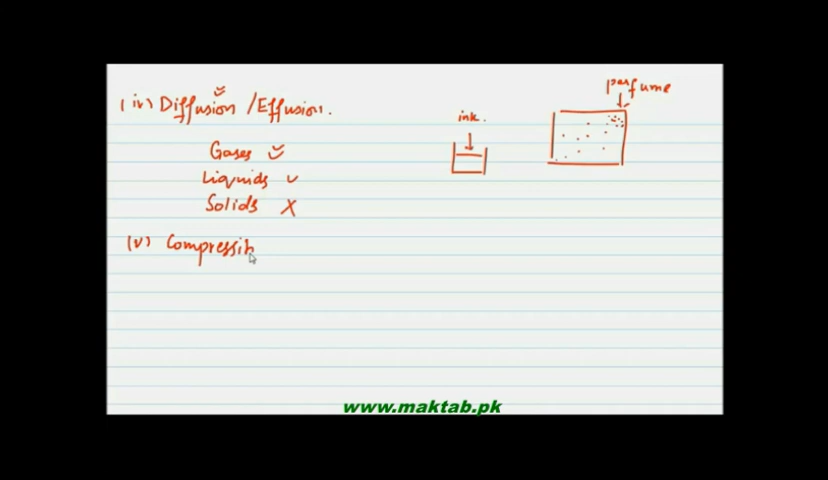 (iv) Diffusion / Effusion.
Gases
Liquids
Solids X
(v) Compressib
ink.
perfume
www.maktab.pk